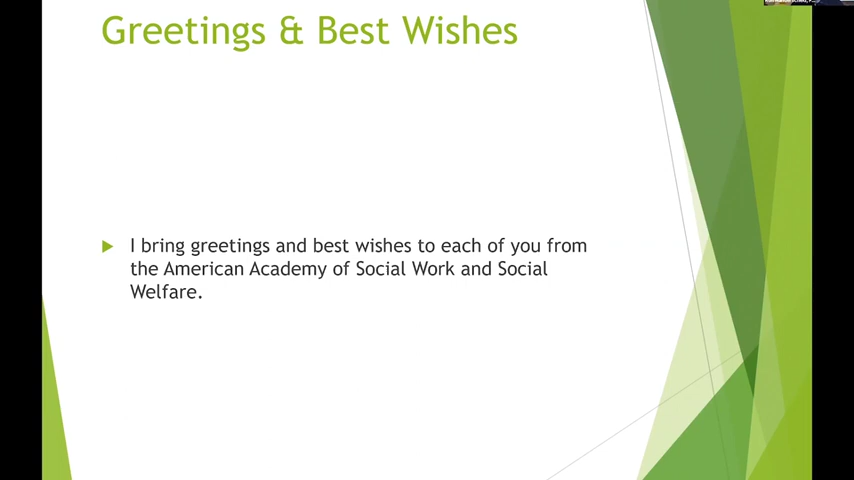 Greetings & Best Wishes
I bring greetings and best wishes to each of you from
the American Academy of Social Work and Social
Welfare.